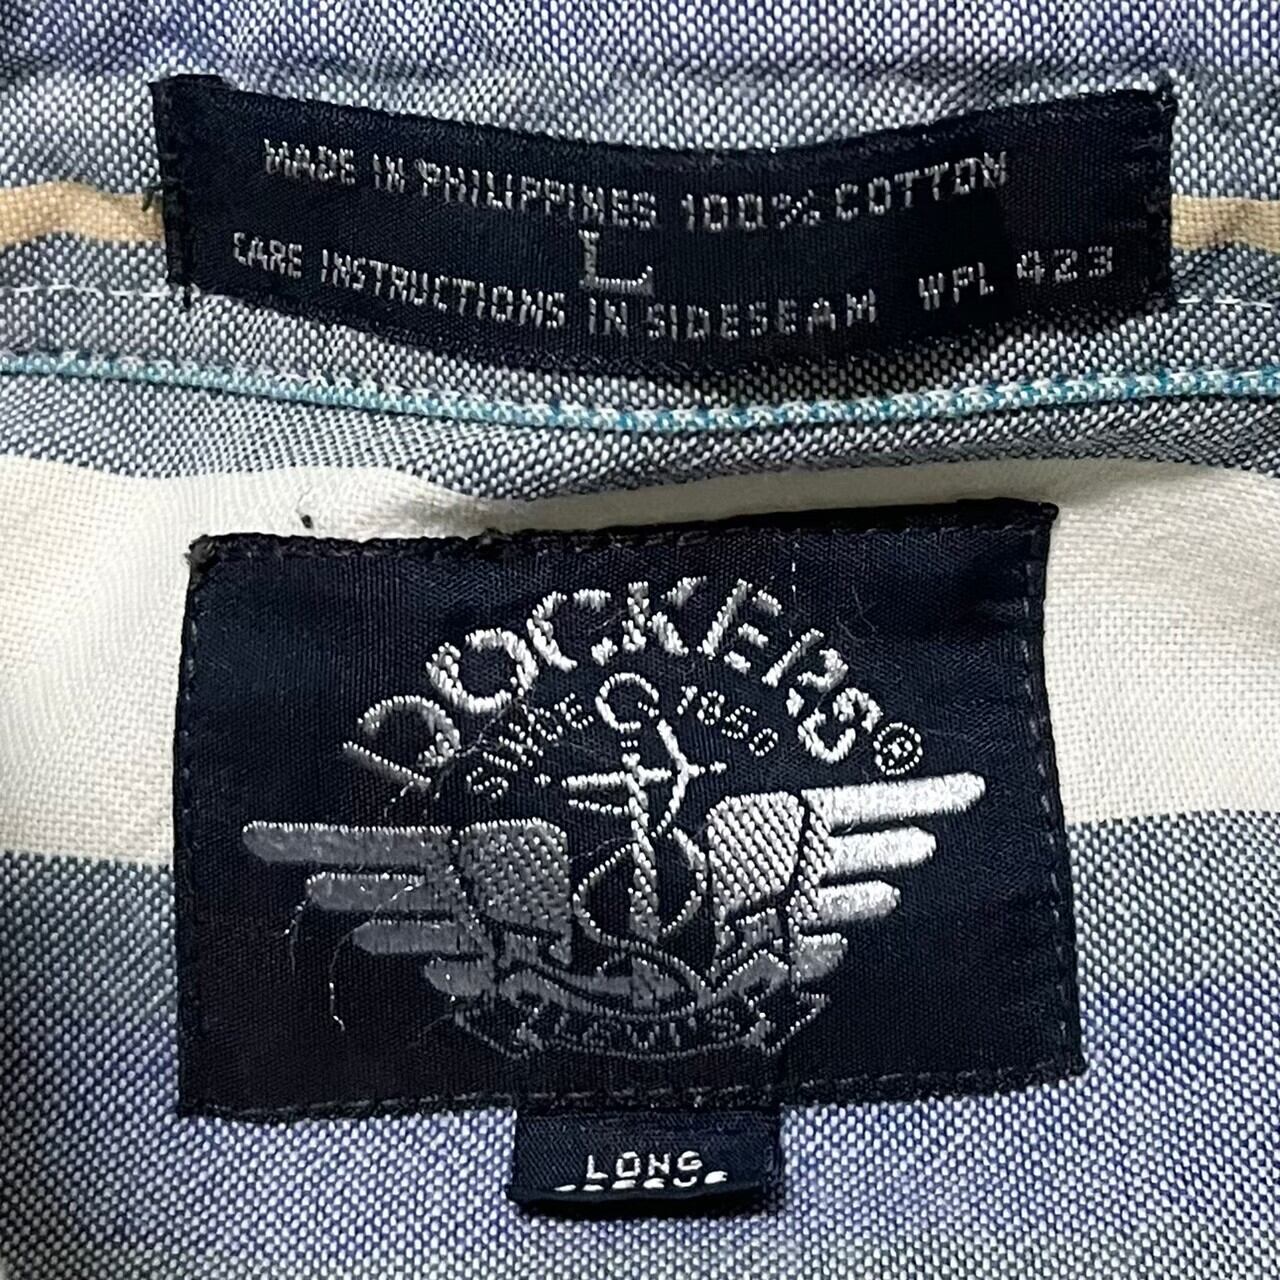 MADE IN PHILIPPINES 100% COTTON
L
CARE INSTRUCTIONS IN SIDESEAM WPL 423
DOCKERS®
SINCE 1850
LEVI'S
LONG